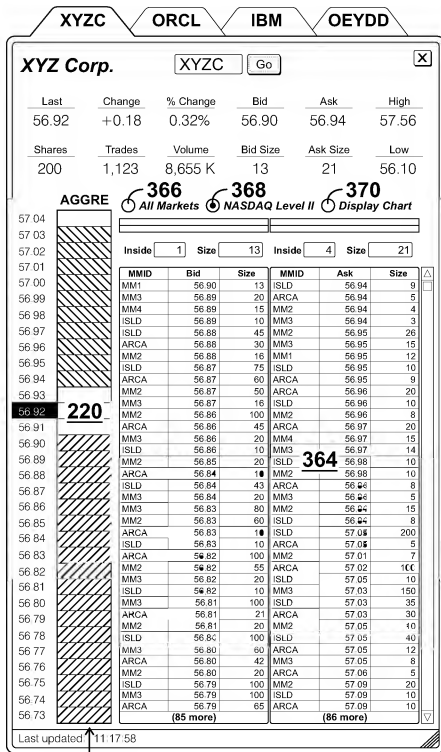 XYZC ORCL IBM OEYDD
XYZ Corp. XYZC Go X
Last Change % Change Bid Ask High
56.92 +0.18 0.32% 56.90 56.94 57.56
Shares Trades Volume Bid Size Ask Size Low
200 1,123 8,655 K 13 21 56.10
AGGRE
366 368 370
All Markets NASDAQ Level II Display Chart
57 04
57 03
57.02
57.01
57 00
56.99
56 98
56.97
56 96
56.95
56.94
56.93
56.92
56 91
56.90
56.89
56.88
56.87
56.86
56.85
56.84
56.83
56.82
56.81
56.80
56.79
56.78
56.77
56.76
56.75
56.74
56.73
220
Inside 1 Size 13 Inside 4 Size 21
MMID Bid Size MMID Ask Size
MM1 56.90 13 ISLD 56.94 9
MM3 56.89 20 ARCA 56.94 5
MM4 56.89 15 MM2 56.94 4
ISLD 56.89 10 MM3 56.94 3
ISLD 56.88 45 MM2 56.95 26
ARCA 56.88 30 MM3 56.95 15
MM2 56.88 16 MM1 56.95 12
ISLD 56.87 75 ISLD 56.95 10
ARCA 56.87 60 ARCA 56.95 9
MM2 56.87 50 ARCA 56.96 20
MM3 56.87 16 ISLD 56.96 10
MM2 56.86 100 MM2 56.96 8
ARCA 56.86 45 ARCA 56.97 20
MM3 56.86 20 MM4 56.97 15
ISLD 56.86 10 MM3 56.97 14
MM2 56.85 20 ISLD 364 56.98 10
ARCA 56.84 10 MM2 56.98 10
ISLD 56.84 43 ARCA 8
MM3 56.84 20 MM3 5
MM3 56.83 80 MM2 15
MM2 56.83 60 ISLD 8
ARCA 56.83 10 ISLD 200
ISLD 56.83 10 ARCA 5
ARCA 56.82 100 MM2 57.01 7
MM2 56.82 55 ARCA 57.02 100
MM3 56.82 20 ISLD 57.05 10
ISLD 56.82 10 MM3 57.03 150
MM3 56.81 100 ISLD 57.03 35
ARCA 56.81 21 ARCA 57.03 30
MM2 56.81 20 MM2 57.05 40
ISLD 56.80 100 ISLD 57.05 40
MM3 56.80 60 ARCA 57.05 12
ARCA 56.80 42 MM3 57.05 8
MM2 56.80 20 ARCA 57.06 5
ISLD 56.79 100 MM2 57.09 20
MM3 56.79 100 ISLD 57.09 10
ARCA 56.79 65 ARCA 57.09 10
(85 more) (86 more)
Last updated 11:17:58